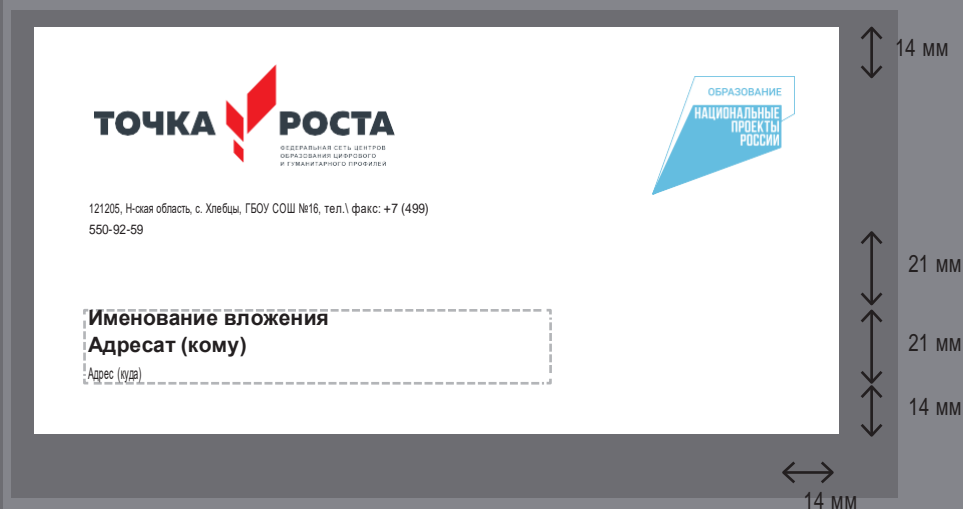 14 мм
ОБРАЗОВАНИЕ
НАЦИОНАЛЬНЫЕ
ПРОЕКТЫ
РОССИИ
ТОЧКА РОСТА
ФЕДЕРАЛЬНАЯ СЕТЬ ЦЕНТРОВ
ОБРАЗОВАНИЯ ЦИФРОВОГО
И ГУМАНИТАРНОГО ПРОФИЛЕЙ
121205, Н-ская область, с. Хлебцы, ГБОУ СОШ №16, тел.\ факс: +7 (499)
550-92-59
21 мм
Именование вложения
Адресат (кому)
Адрес (куда)
21 мм
14 мм
14 мм